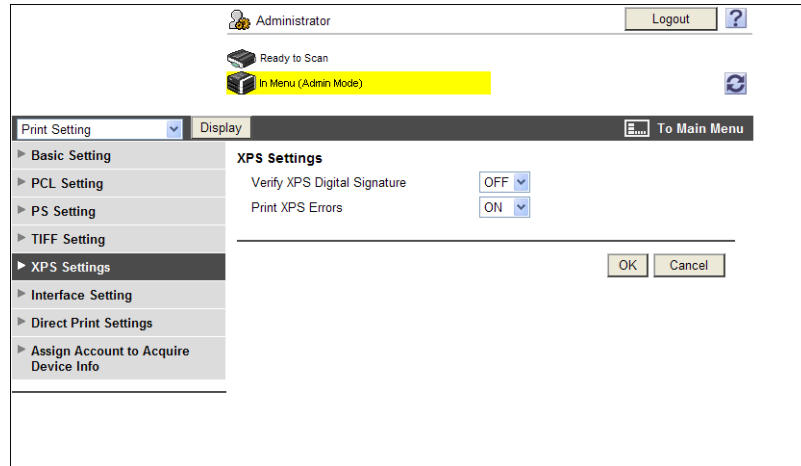 Administrator
Logout
?
Ready to Scan
In Menu (Admin Mode)
Print Setting
Display
To Main Menu
Basic Setting
PCL Setting
PS Setting
TIFF Setting
XPS Settings
Interface Setting
Direct Print Settings
Assign Account to Acquire
Device Info
XPS Settings
Verify XPS Digital Signature OFF
Print XPS Errors ON
OK Cancel